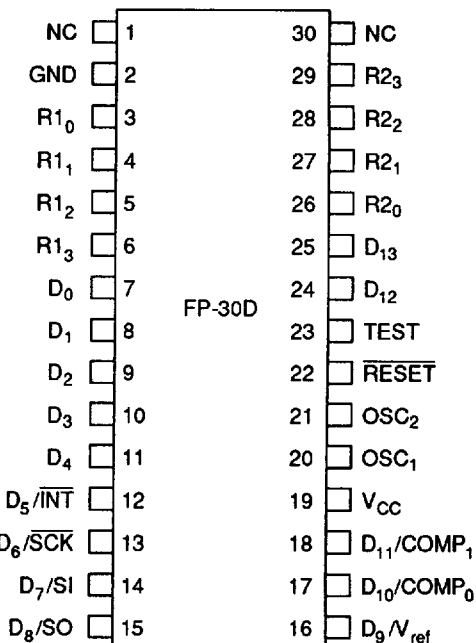 NC 1 30 NC
GND 2 29 R2₃
R1₀ 3 28 R2₂
R1₁ 4 27 R2₁
R1₂ 5 26 R2₀
R1₃ 6 25 D₁₃
D₀ 7 24 D₁₂
FP-30D
D₁ 8 23 TEST
D₂ 9 22 R̅E̅S̅E̅T̅
D₃ 10 21 OSC₂
D₄ 11 20 OSC₁
D₅/I̅N̅T̅ 12 19 V_CC
D₆/S̅C̅K̅ 13 18 D₁₁/COMP₁
D₇/SI 14 17 D₁₀/COMP₀
D₈/SO 15 16 D₉/V_ref